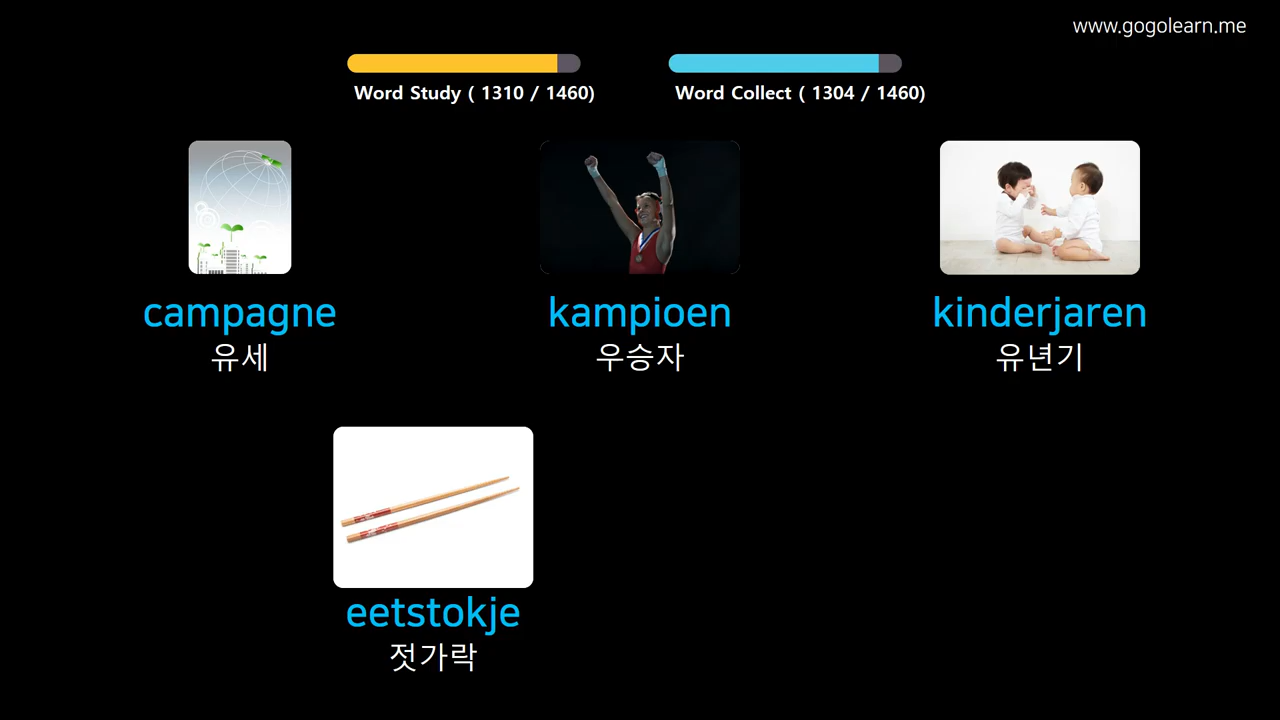 www.gogolearn.me
Word Study ( 1310 / 1460)
Word Collect ( 1304 / 1460)
campagne
유세
kampioen
우승자
kinderjaren
유년기
eetstokje
젓가락